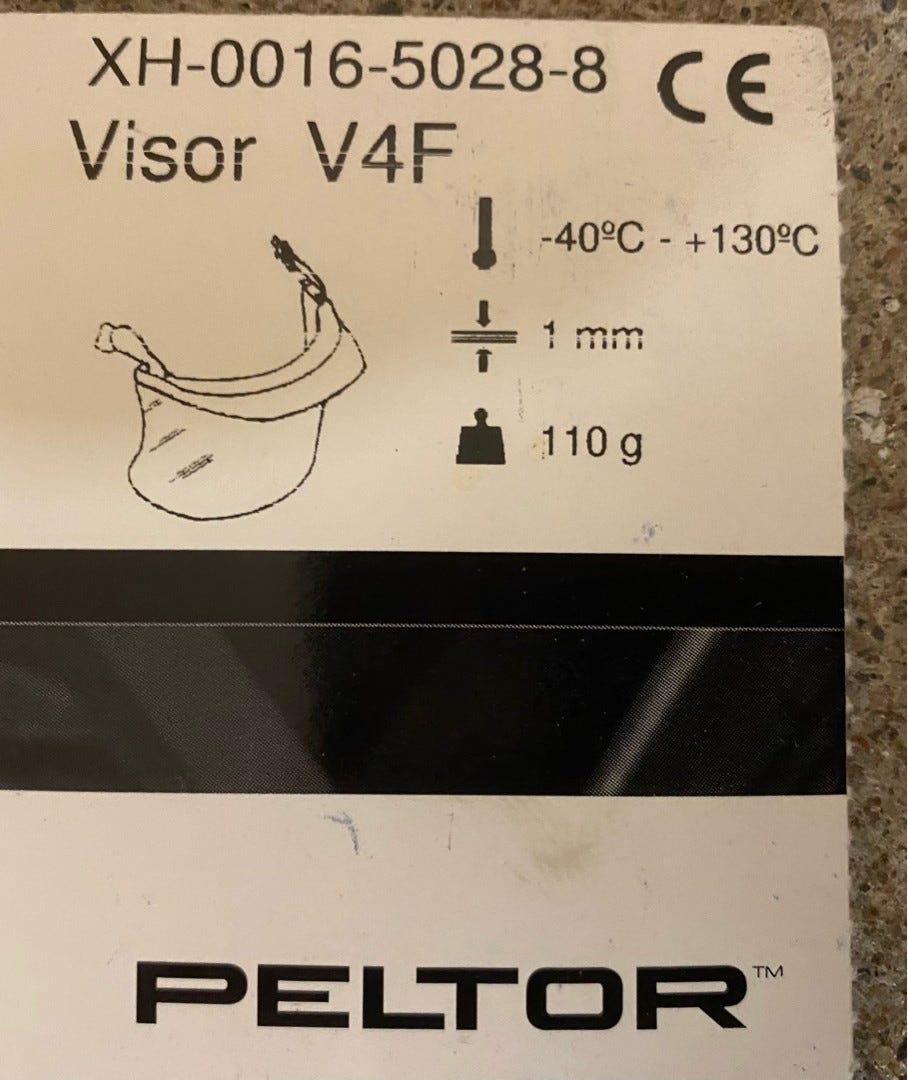 XH-0016-5028-8 CE
Visor V4F
-40ºC - +130ºC
1 mm
110 g
PELTOR™